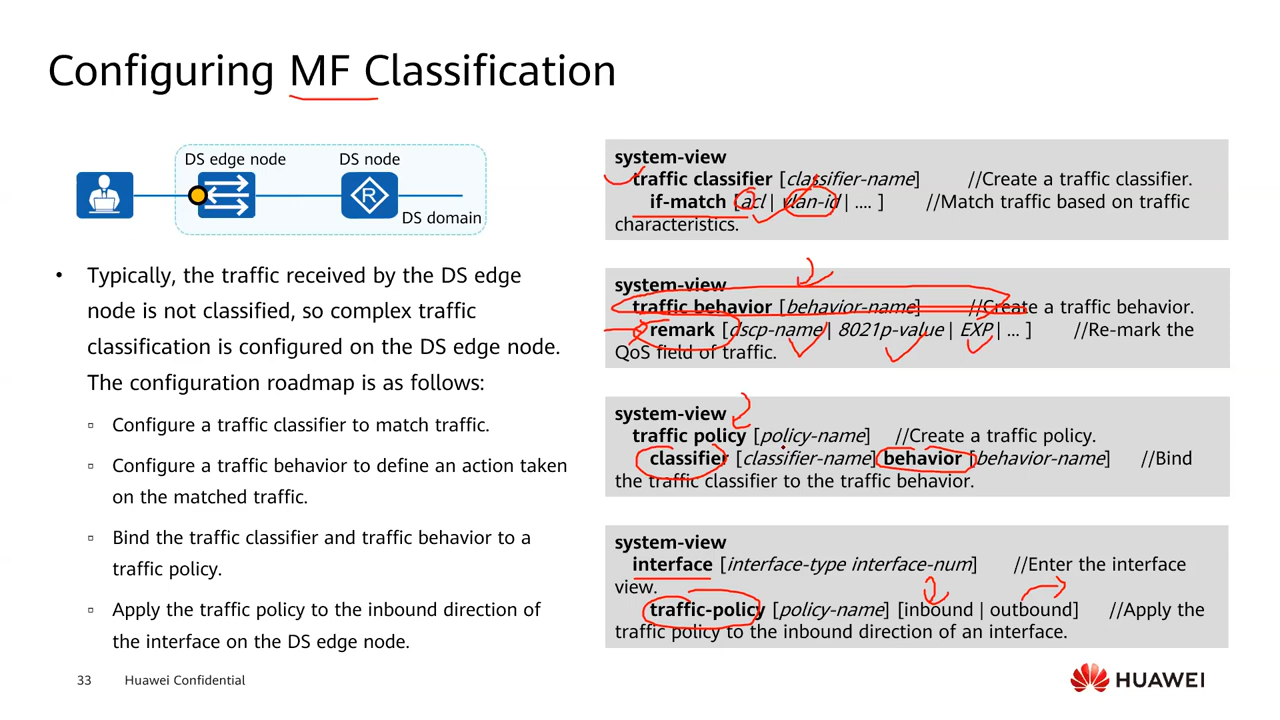 Configuring MF Classification
DS edge node
DS node
DS domain
• Typically, the traffic received by the DS edge
node is not classified, so complex traffic
classification is configured on the DS edge node.
The configuration roadmap is as follows:
▫ Configure a traffic classifier to match traffic.
▫ Configure a traffic behavior to define an action taken
on the matched traffic.
▫ Bind the traffic classifier and traffic behavior to a
traffic policy.
▫ Apply the traffic policy to the inbound direction of
the interface on the DS edge node.
system-view
traffic classifier [classifier-name] //Create a traffic classifier.
if-match [acl | vlan-id | .... ] //Match traffic based on traffic
characteristics.
system-view
traffic behavior [behavior-name] //Create a traffic behavior.
remark [dscp-name | 8021p-value | EXP | ... ] //Re-mark the
QoS field of traffic.
system-view
traffic policy [policy-name] //Create a traffic policy.
classifier [classifier-name] behavior [behavior-name] //Bind
the traffic classifier to the traffic behavior.
system-view
interface [interface-type interface-num] //Enter the interface
view.
traffic-policy [policy-name] [inbound | outbound] //Apply the
traffic policy to the inbound direction of an interface.
33 Huawei Confidential
HUAWEI